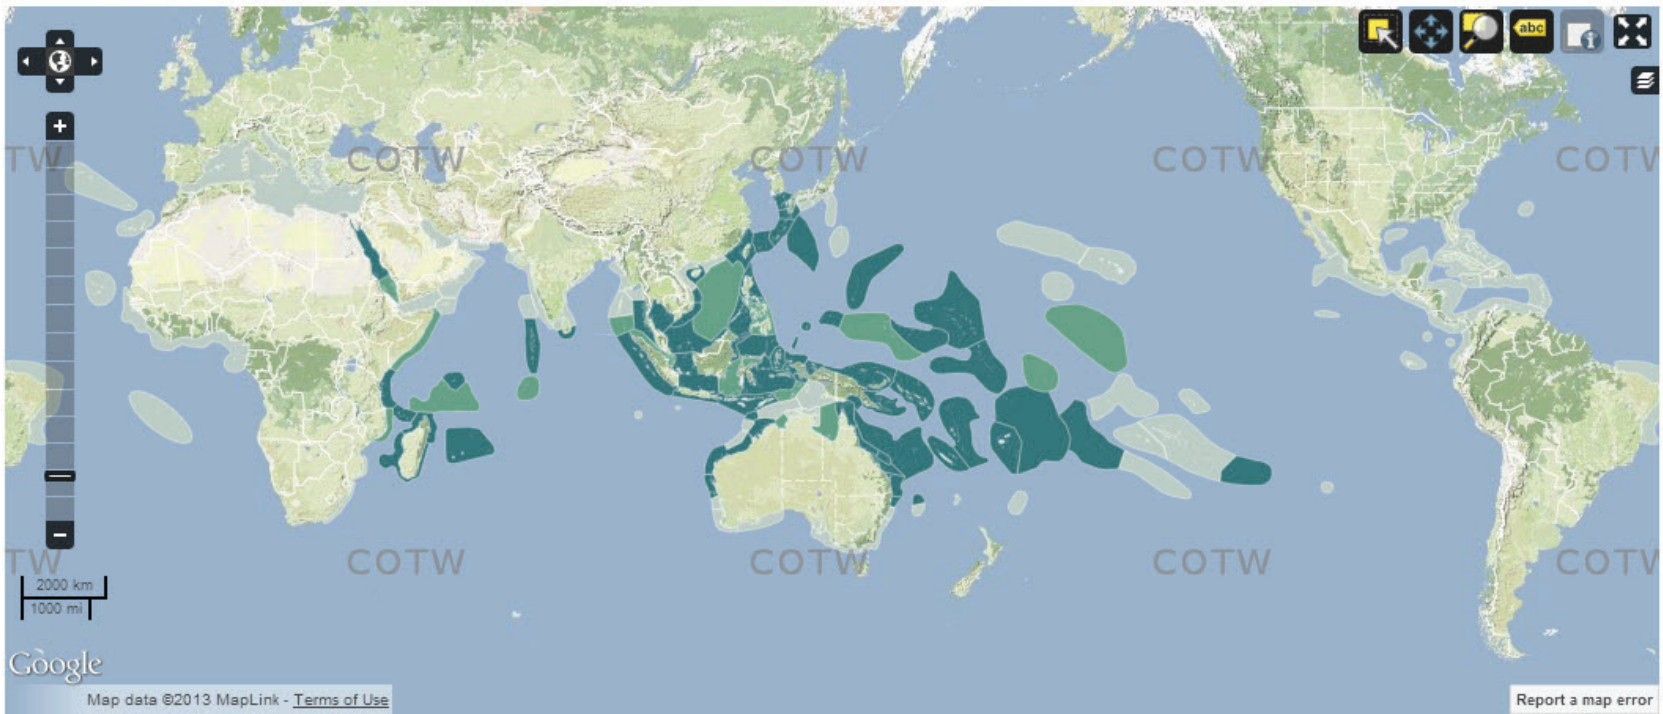 abc
TW COTW COTW COTW COTW
TW COTW COTW COTW COTW
2000 km
1000 mi
Google
Map data ©2013 MapLink - Terms of Use
Report a map error